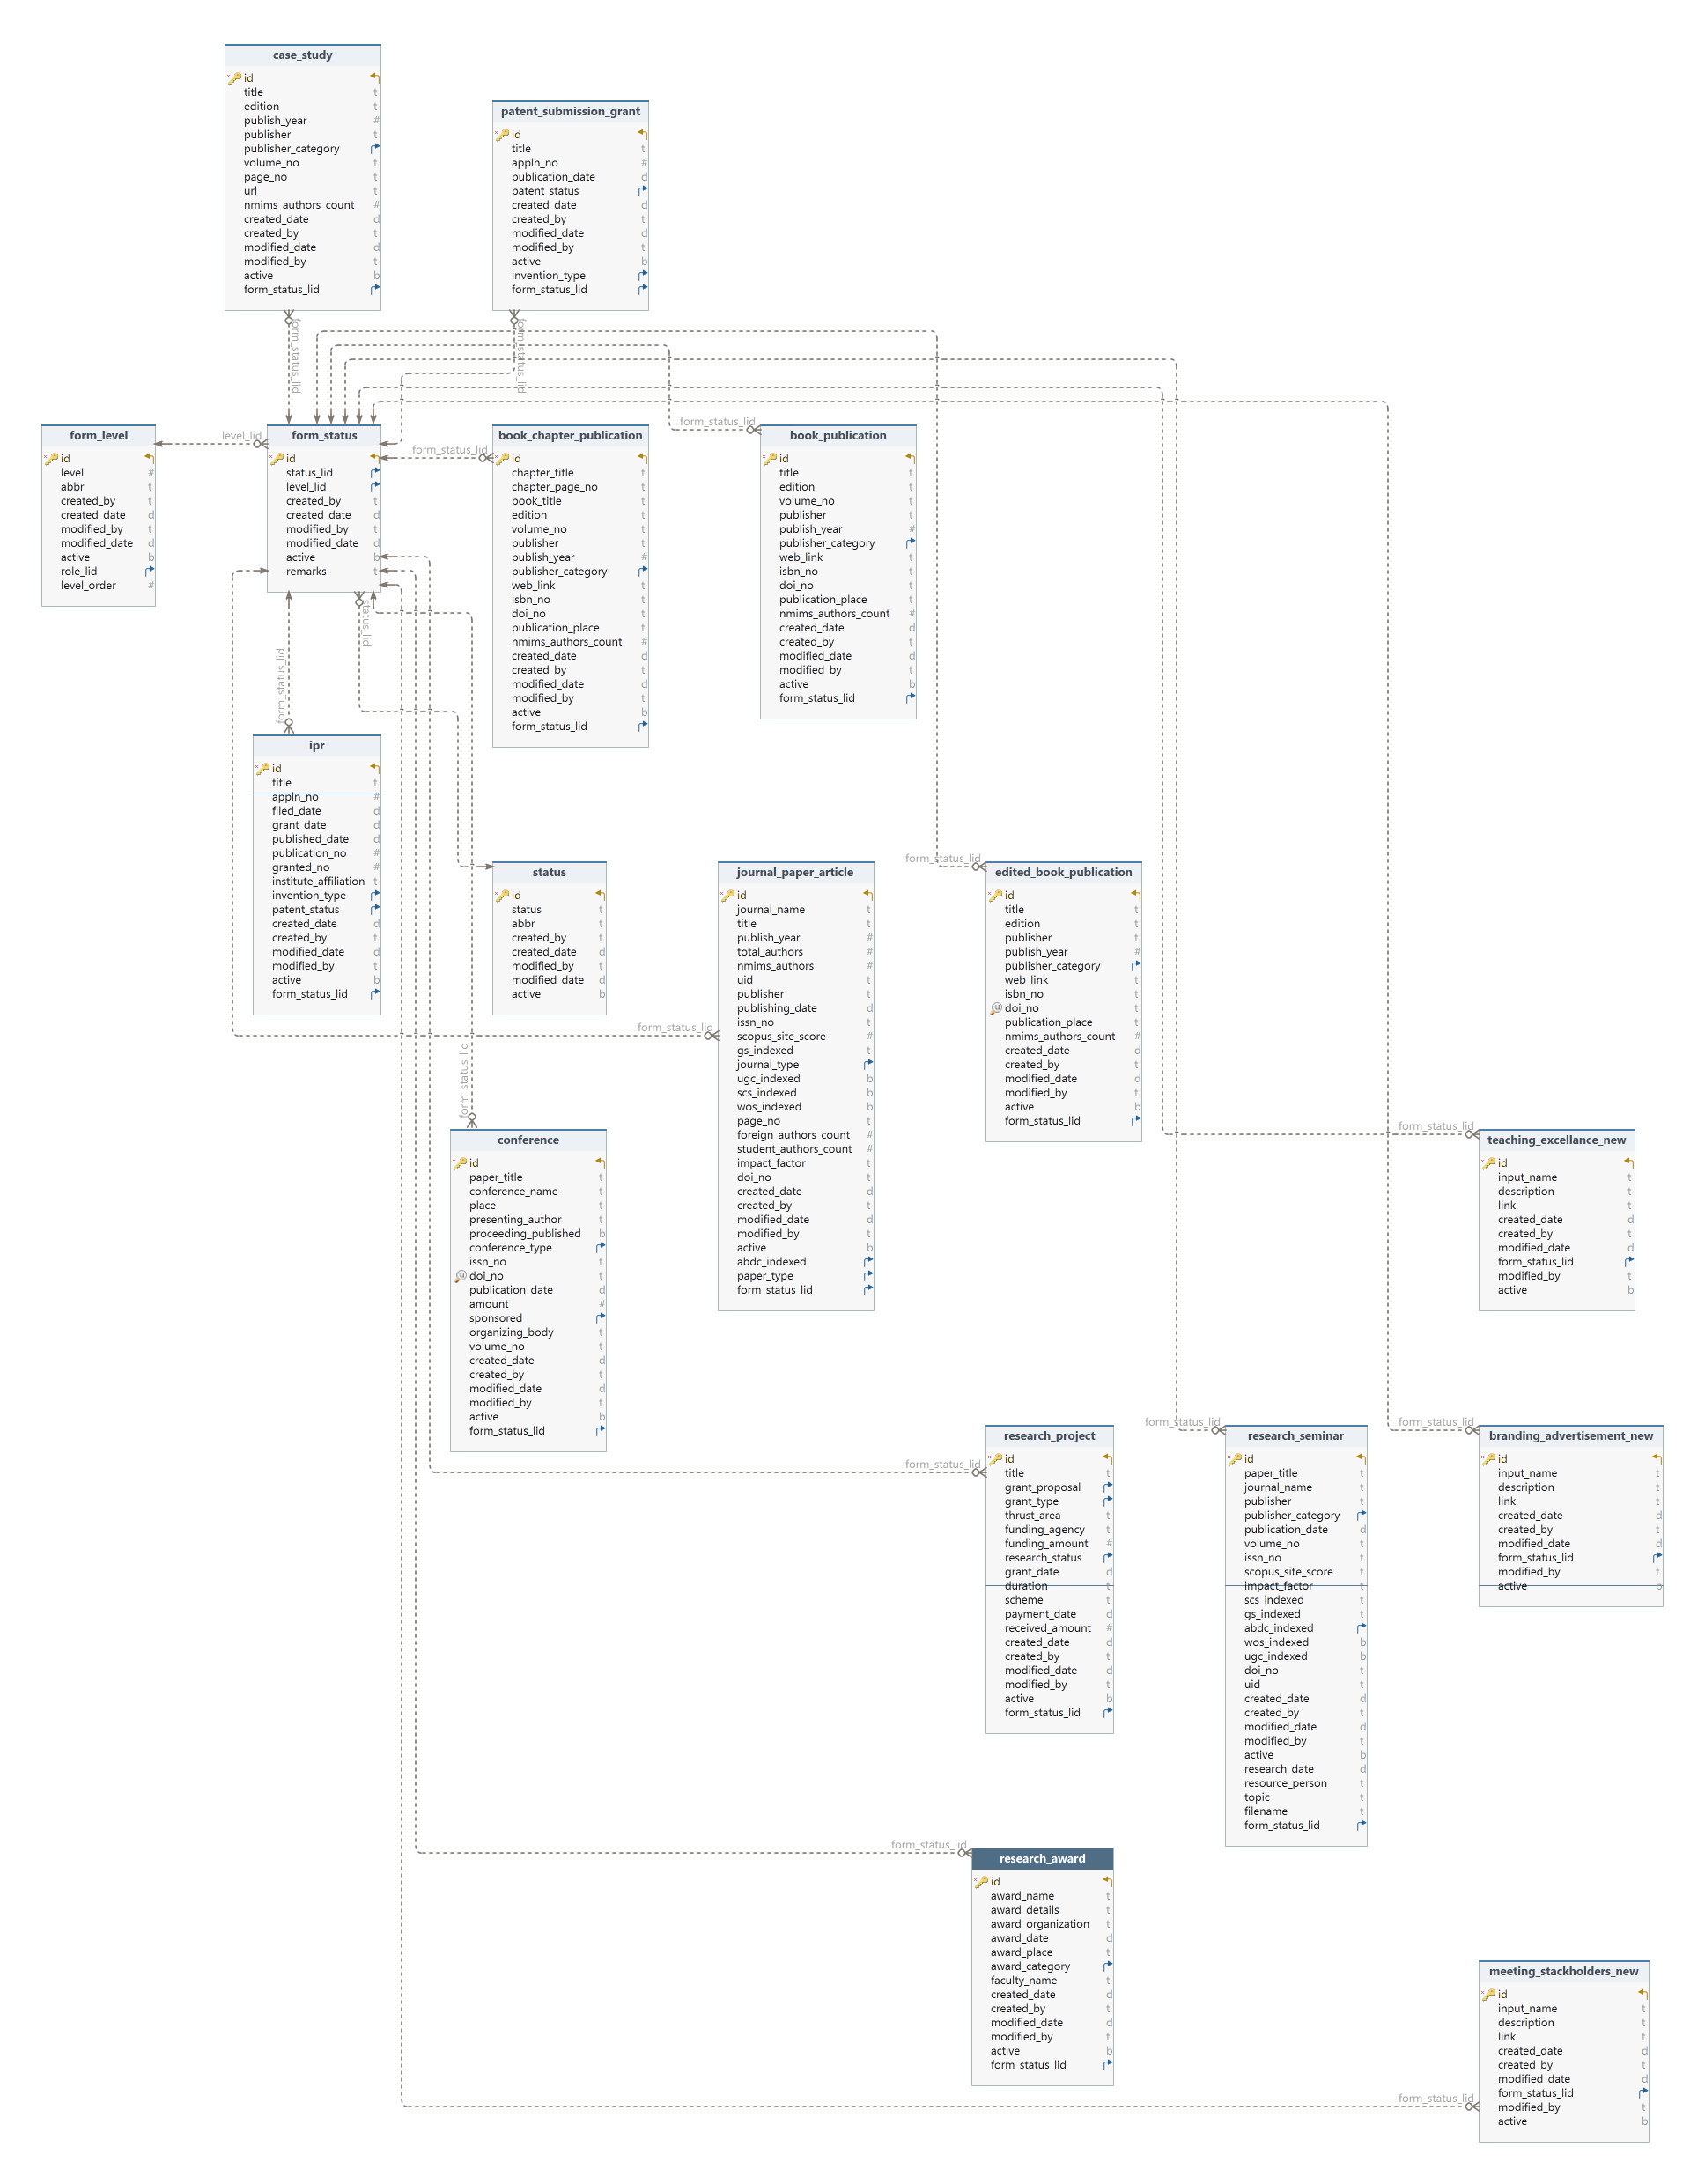 case_study
id
title t
edition t
publish_year #
publisher t
publisher_category
volume_no t
page_no t
url t
nmims_authors_count #
created_date d
created_by t
modified_date d
modified_by t
active b
form_status_lid
patent_submission_grant
id
title t
appln_no #
publication_date d
patent_status
created_date d
created_by t
modified_date d
modified_by t
active b
invention_type
form_status_lid
form_status_lid
form_status_lid
form_level
id
level #
abbr t
created_by t
created_date d
modified_by t
modified_date d
active b
role_lid
level_order #
level_lid
form_status
id
status_lid
level_lid
created_by t
created_date d
modified_by t
modified_date d
active b
remarks t
form_status_lid
book_chapter_publication
id
chapter_title t
chapter_page_no t
book_title t
edition t
volume_no t
publisher t
publish_year #
publisher_category
web_link t
isbn_no t
doi_no t
publication_place t
nmims_authors_count #
created_date d
created_by t
modified_date d
modified_by t
active b
form_status_lid
form_status_lid
book_publication
id
title t
edition t
volume_no t
publisher t
publish_year #
publisher_category
web_link t
isbn_no t
doi_no t
publication_place t
nmims_authors_count #
created_date d
created_by t
modified_date d
modified_by t
active b
form_status_lid
status_lid
form_status_lid
ipr
id
title t
appln_no #
filed_date d
grant_date d
published_date d
publication_no #
granted_no #
institute_affiliation t
invention_type
patent_status
created_date d
created_by t
modified_date d
modified_by t
active b
form_status_lid
status
id
status t
abbr t
created_by t
created_date d
modified_by t
modified_date d
active b
form_status_lid
journal_paper_article
id
journal_name t
title t
publish_year #
total_authors #
nmims_authors #
uid t
publisher t
publishing_date d
issn_no t
scopus_site_score #
gs_indexed t
journal_type
ugc_indexed b
scs_indexed b
wos_indexed b
page_no t
foreign_authors_count #
student_authors_count #
impact_factor t
doi_no t
created_date d
created_by t
modified_date d
modified_by t
active b
abdc_indexed
paper_type
form_status_lid
form_status_lid
edited_book_publication
id
title t
edition t
publisher t
publish_year #
publisher_category
web_link t
isbn_no t
doi_no t
publication_place t
nmims_authors_count #
created_date d
created_by t
modified_date d
modified_by t
active b
form_status_lid
form_status_lid
conference
id
paper_title t
conference_name t
place t
presenting_author t
proceeding_published b
conference_type
issn_no t
doi_no t
publication_date d
amount #
sponsored
organizing_body t
volume_no t
created_date d
created_by t
modified_date d
modified_by t
active b
form_status_lid
form_status_lid
teaching_excellance_new
id
input_name t
description t
link t
created_date d
created_by t
modified_date d
form_status_lid
modified_by t
active b
form_status_lid
research_project
id
title t
grant_proposal
grant_type
thrust_area t
funding_agency t
funding_amount #
research_status
grant_date d
duration t
scheme t
payment_date d
received_amount #
created_date d
created_by t
modified_date d
modified_by t
active b
form_status_lid
form_status_lid
research_seminar
id
paper_title t
journal_name t
publisher t
publisher_category
publication_date d
volume_no t
issn_no t
scopus_site_score t
impact_factor t
scs_indexed t
gs_indexed t
abdc_indexed
wos_indexed b
ugc_indexed b
doi_no t
uid t
created_date d
created_by t
modified_date d
modified_by t
active b
research_date d
resource_person t
topic t
filename t
form_status_lid
form_status_lid
branding_advertisement_new
id
input_name t
description t
link t
created_date d
created_by t
modified_date d
form_status_lid
modified_by t
active b
form_status_lid
research_award
id
award_name t
award_details t
award_organization t
award_date d
award_place t
award_category
faculty_name t
created_date d
created_by t
modified_date d
modified_by t
active b
form_status_lid
form_status_lid
meeting_stackholders_new
id
input_name t
description t
link t
created_date d
created_by t
modified_date d
form_status_lid
modified_by t
active b